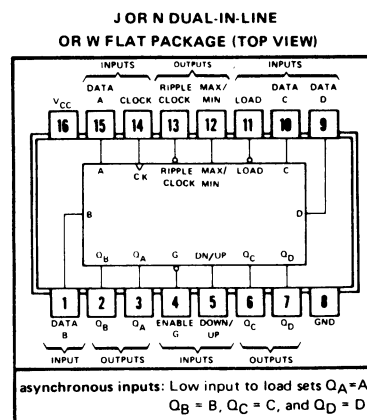 J OR N DUAL-IN-LINE
OR W FLAT PACKAGE (TOP VIEW)
INPUTS OUTPUTS INPUTS
DATA RIPPLE MAX/ DATA DATA
VCC A CLOCK CLOCK MIN LOAD C D
16 15 14 13 12 11 10 9
A CK RIPPLE CLOCK MAX/ MIN LOAD C
B D
QB QA G DN/UP QC QD
1 2 3 4 5 6 7 8
DATA B QB QA ENABLE G DOWN/ UP QC QD GND
INPUT OUTPUTS INPUTS OUTPUTS
asynchronous inputs: Low input to load sets QA = A,
QB = B, QC = C, and QD = D